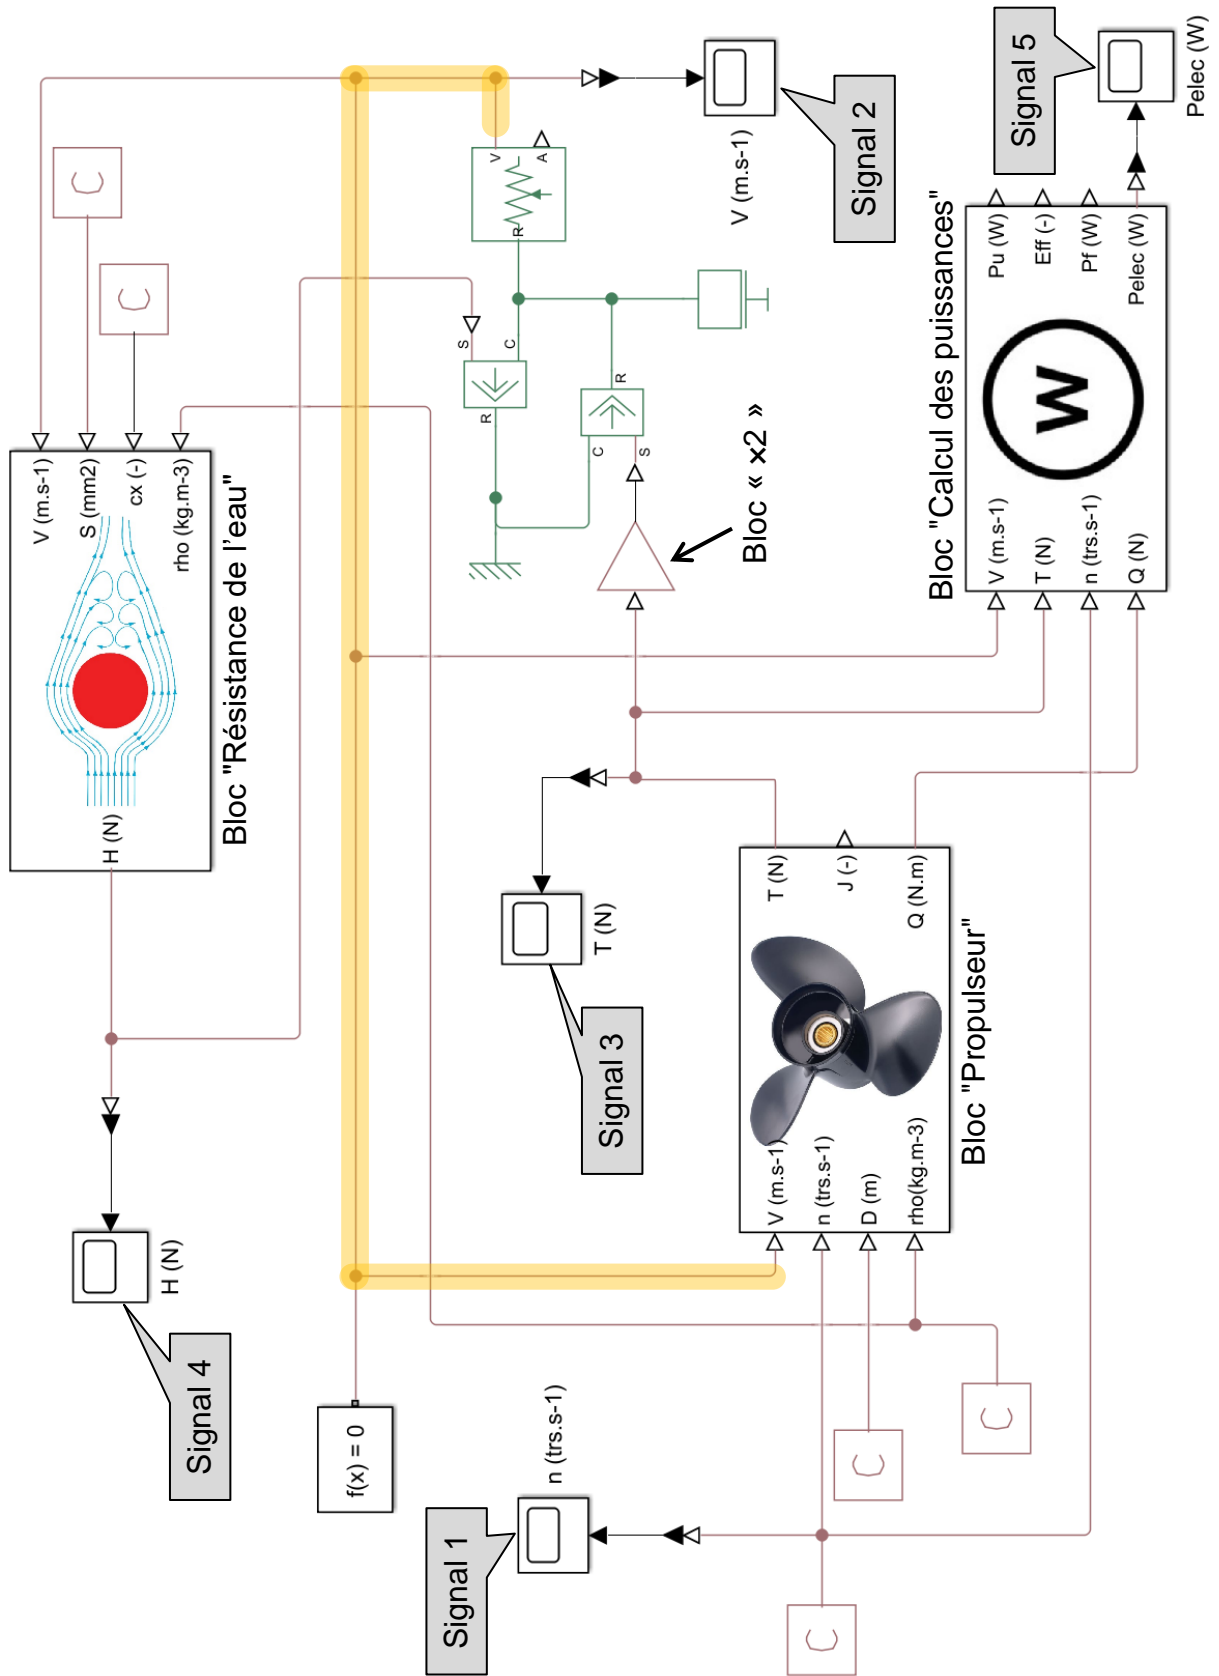 Signal 4
H (N)
H (N)
V (m.s-1)
S (mm2)
cx (-)
rho (kg.m-3)
Bloc "Résistance de l'eau"
C
C
f(x) = 0
Signal 1
n (trs.s-1)
C
C
C
Signal 3
T (N)
V (m.s-1)
n (trs.s-1)
D (m)
rho(kg.m-3)
T (N)
J (-)
Q (N.m)
Bloc "Propulseur"
Bloc « ×2 »
S
R
C
C
S
R
R
V
A
V (m.s-1)
Signal 2
Bloc "Calcul des puissances"
V (m.s-1)
T (N)
n (trs.s-1)
Q (N)
W
Pu (W)
Eff (-)
Pf (W)
Pelec (W)
Signal 5
Pelec (W)